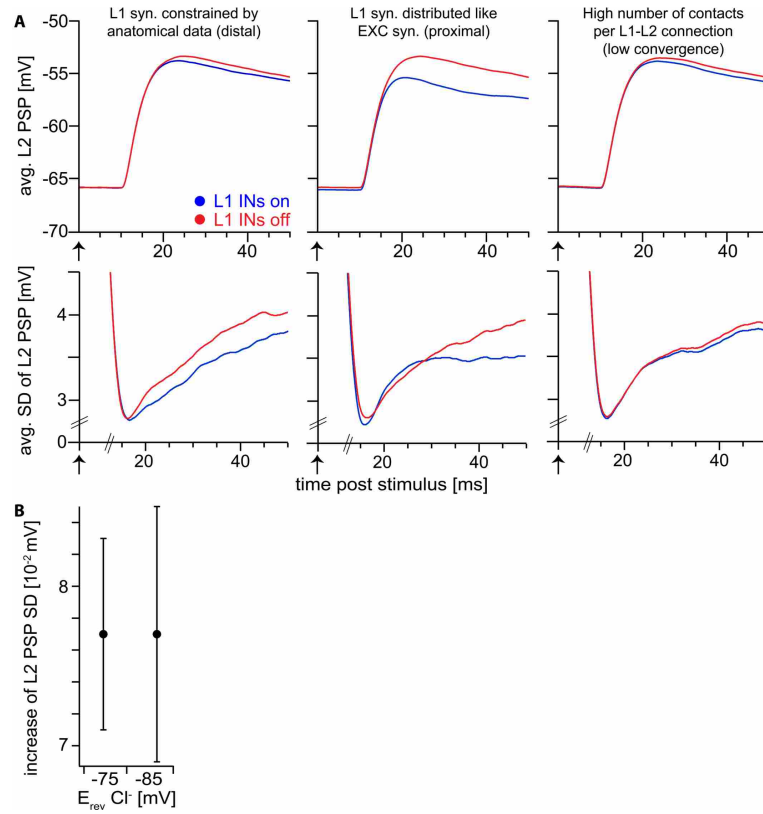 A
L1 syn. constrained by
anatomical data (distal)
L1 syn. distributed like
EXC syn. (proximal)
High number of contacts
per L1-L2 connection
(low convergence)
avg. L2 PSP [mV]
-50
-55
-60
-65
-70
L1 INs on
L1 INs off
20
40
20
40
20
40
avg. SD of L2 PSP [mV]
4
3
0
20
40
20
40
20
40
time post stimulus [ms]
B
increase of L2 PSP SD [10⁻² mV]
8
7
-75
-85
Erev Cl⁻ [mV]